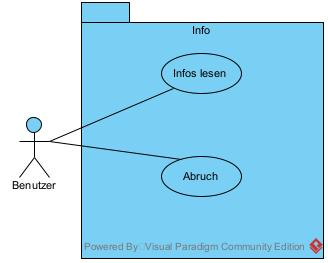 Info
Infos lesen
Benutzer
Abruch
Powered By Visual Paradigm Community Edition